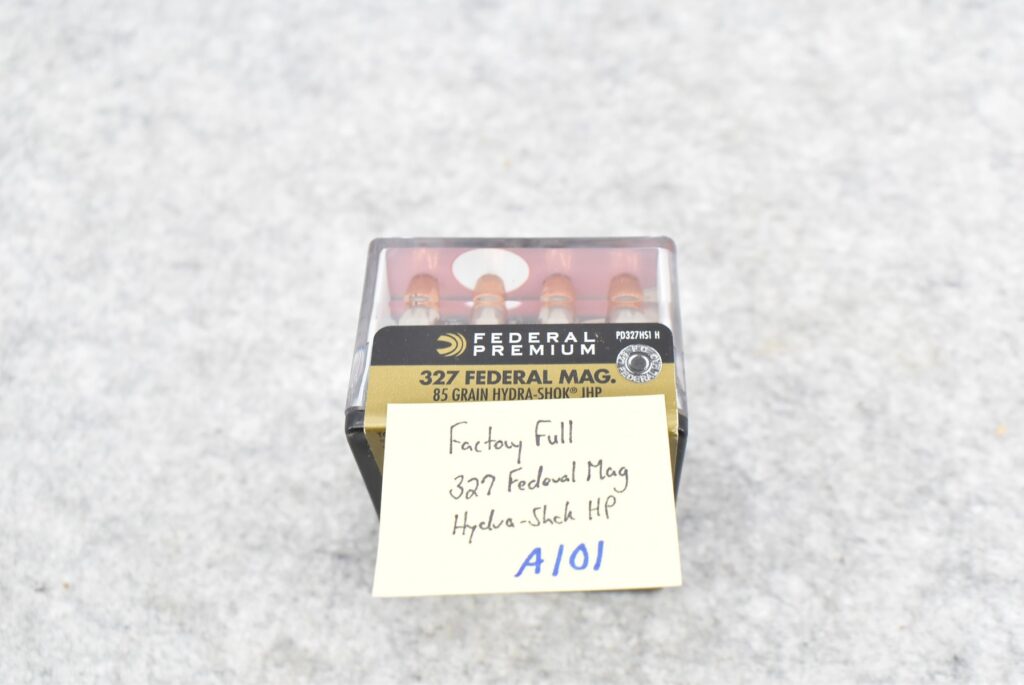 FEDERAL
PREMIUM
PD327HS1 H
327 FEDERAL MAG.
85 GRAIN HYDRA-SHOK® JHP
Factory Full
327 Federal Mag
Hydra-Shok HP
A101